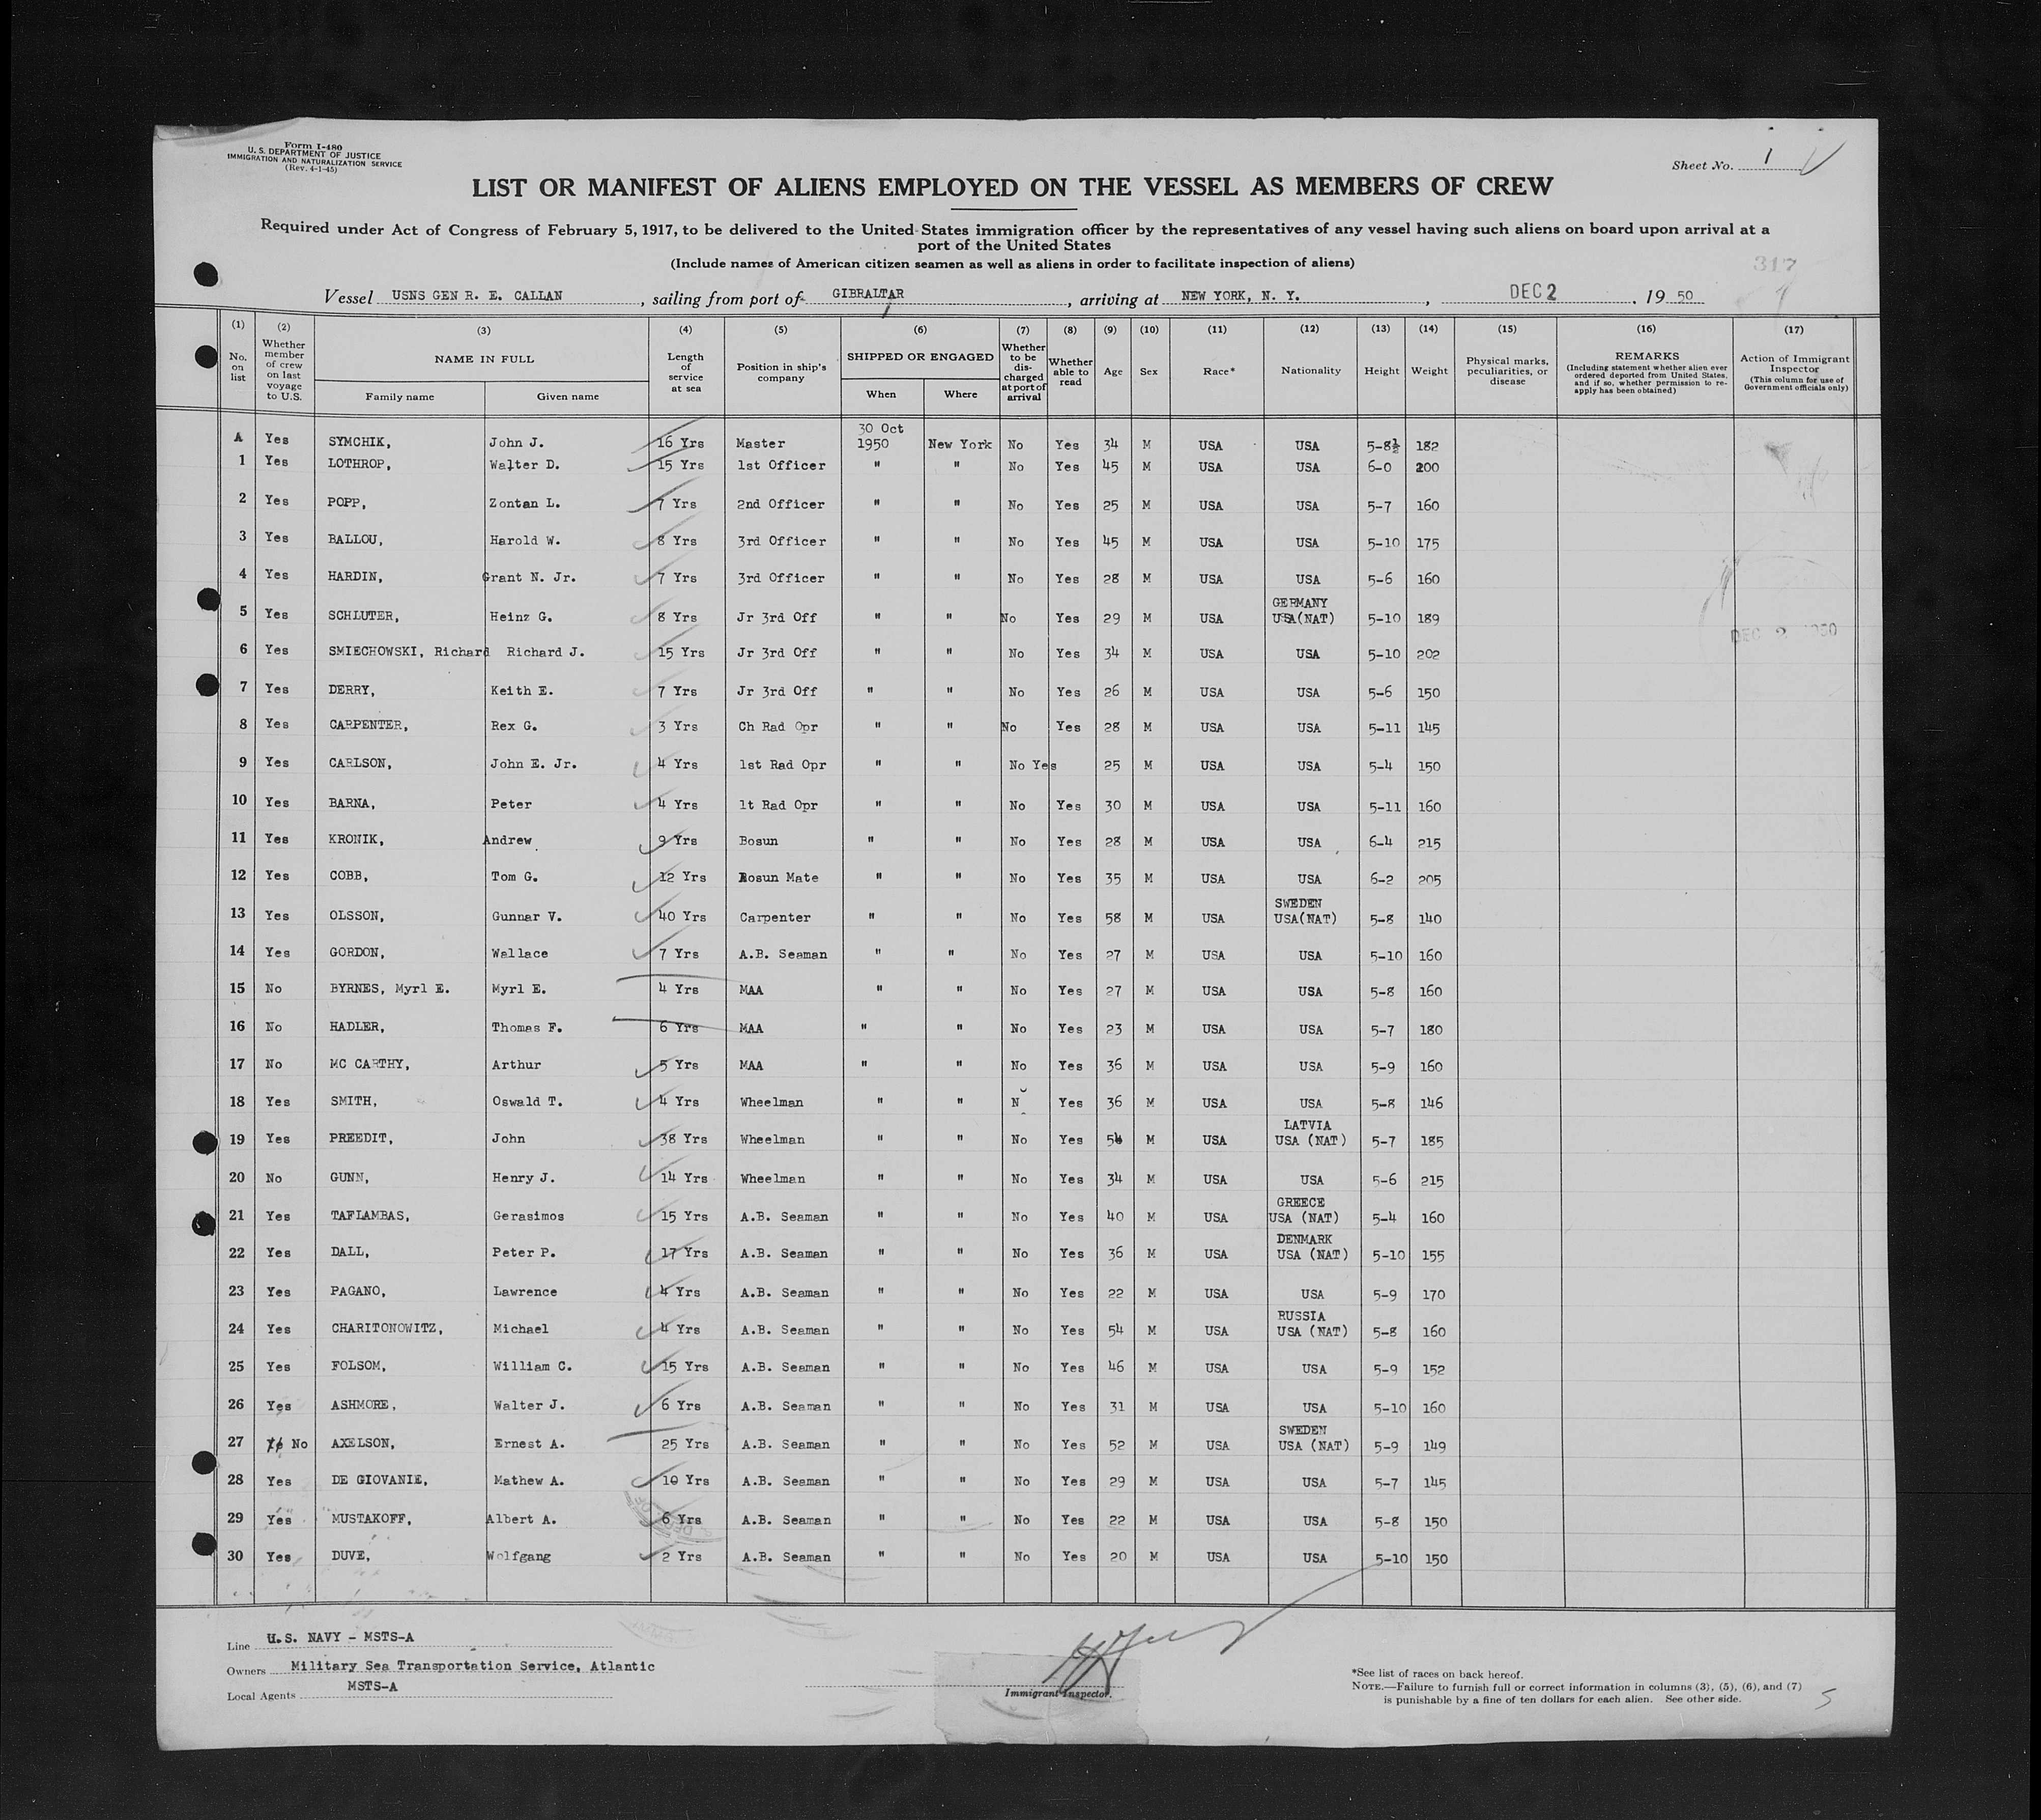 Form I-480
U. S. DEPARTMENT OF JUSTICE
IMMIGRATION AND NATURALIZATION SERVICE
(Rev. 4-1-45)
Sheet No. 1
LIST OR MANIFEST OF ALIENS EMPLOYED ON THE VESSEL AS MEMBERS OF CREW
Required under Act of Congress of February 5, 1917, to be delivered to the United States immigration officer by the representatives of any vessel having such aliens on board upon arrival at a
port of the United States
(Include names of American citizen seamen as well as aliens in order to facilitate inspection of aliens)
317
Vessel USNS GEN R. E. CALLAN, sailing from port of GIBRALTAR, arriving at NEW YORK, N. Y., DEC 2, 19 50
(1) (2) (3) (4) (5) (6) (7) (8) (9) (10) (11) (12) (13) (14) (15) (16) (17)
No. on list
Whether member of crew on last voyage to U.S.
NAME IN FULL
Family name Given name
Length of service at sea
Position in ship's company
SHIPPED OR ENGAGED
When Where
Whether to be discharged at port of arrival
Whether able to read
Age
Sex
Race*
Nationality
Height
Weight
Physical marks, peculiarities, or disease
REMARKS
(Including statement whether alien ever ordered deported from United States, and if so, whether permission to reapply has been obtained)
Action of Immigrant Inspector
(This column for use of Government officials only)
A Yes SYMCHIK, John J. 16 Yrs Master 30 Oct 1950 New York No Yes 34 M USA USA 5-8½ 182
1 Yes LOTHROP, Walter D. 15 Yrs 1st Officer " " No Yes 45 M USA USA 6-0 200
2 Yes POPP, Zontan L. 7 Yrs 2nd Officer " " No Yes 25 M USA USA 5-7 160
3 Yes BALLOU, Harold W. 8 Yrs 3rd Officer " " No Yes 45 M USA USA 5-10 175
4 Yes HARDIN, Grant N. Jr. 7 Yrs 3rd Officer " " No Yes 28 M USA USA 5-6 160
5 Yes SCHLUTER, Heinz G. 8 Yrs Jr 3rd Off " " No Yes 29 M USA GERMANY USA(NAT) 5-10 189
DEC 2 1950
6 Yes SMIECHOWSKI, Richard Richard J. 15 Yrs Jr 3rd Off " " No Yes 34 M USA USA 5-10 202
7 Yes DERRY, Keith E. 7 Yrs Jr 3rd Off " " No Yes 26 M USA USA 5-6 150
8 Yes CARPENTER, Rex G. 3 Yrs Ch Rad Opr " " No Yes 28 M USA USA 5-11 145
9 Yes CARLSON, John E. Jr. 4 Yrs 1st Rad Opr " " No Yes 25 M USA USA 5-4 150
10 Yes BARNA, Peter 4 Yrs 1t Rad Opr " " No Yes 30 M USA USA 5-11 160
11 Yes KRONIK, Andrew 9 Yrs Bosun " " No Yes 28 M USA USA 6-4 215
12 Yes COBB, Tom G. 12 Yrs Bosun Mate " " No Yes 35 M USA USA 6-2 205
13 Yes OLSSON, Gunnar V. 40 Yrs Carpenter " " No Yes 58 M USA SWEDEN USA(NAT) 5-8 140
14 Yes GORDON, Wallace 7 Yrs A.B. Seaman " " No Yes 27 M USA USA 5-10 160
15 No BYRNES, Myrl E. Myrl E. 4 Yrs MAA " " No Yes 27 M USA USA 5-8 160
16 No HADLER, Thomas F. 6 Yrs MAA " " No Yes 23 M USA USA 5-7 180
17 No MC CARTHY, Arthur 5 Yrs MAA " " No Yes 36 M USA USA 5-9 160
18 Yes SMITH, Oswald T. 4 Yrs Wheelman " " N Yes 36 M USA USA 5-8 146
19 Yes PREEDIT, John 38 Yrs Wheelman " " No Yes 54 M USA LATVIA USA (NAT) 5-7 185
20 No GUNN, Henry J. 14 Yrs Wheelman " " No Yes 34 M USA USA 5-6 215
21 Yes TAFLAMBAS, Gerasimos 15 Yrs A.B. Seaman " " No Yes 40 M USA GREECE USA (NAT) 5-4 160
22 Yes DALL, Peter P. 17 Yrs A.B. Seaman " " No Yes 36 M USA DENMARK USA (NAT) 5-10 155
23 Yes PAGANO, Lawrence 4 Yrs A.B. Seaman " " No Yes 22 M USA USA 5-9 170
24 Yes CHARITONOWITZ, Michael 4 Yrs A.B. Seaman " " No Yes 54 M USA RUSSIA USA (NAT) 5-8 160
25 Yes FOLSOM, William C. 15 Yrs A.B. Seaman " " No Yes 46 M USA USA 5-9 152
26 Yes ASHMORE, Walter J. 6 Yrs A.B. Seaman " " No Yes 31 M USA USA 5-10 160
27 No AXELSON, Ernest A. 25 Yrs A.B. Seaman " " No Yes 52 M USA SWEDEN USA (NAT) 5-9 149
28 Yes DE GIOVANIE, Mathew A. 10 Yrs A.B. Seaman " " No Yes 29 M USA USA 5-7 145
29 Yes MUSTAKOFF, Albert A. 6 Yrs A.B. Seaman " " No Yes 22 M USA USA 5-8 150
30 Yes DUVE, Wolfgang 2 Yrs A.B. Seaman " " No Yes 20 M USA USA 5-10 150
Line U.S. NAVY - MSTS-A
Owners Military Sea Transportation Service, Atlantic
Local Agents MSTS-A
Immigrant Inspector.
*See list of races on back hereof.
NOTE.—Failure to furnish full or correct information in columns (3), (5), (6), and (7)
is punishable by a fine of ten dollars for each alien. See other side.